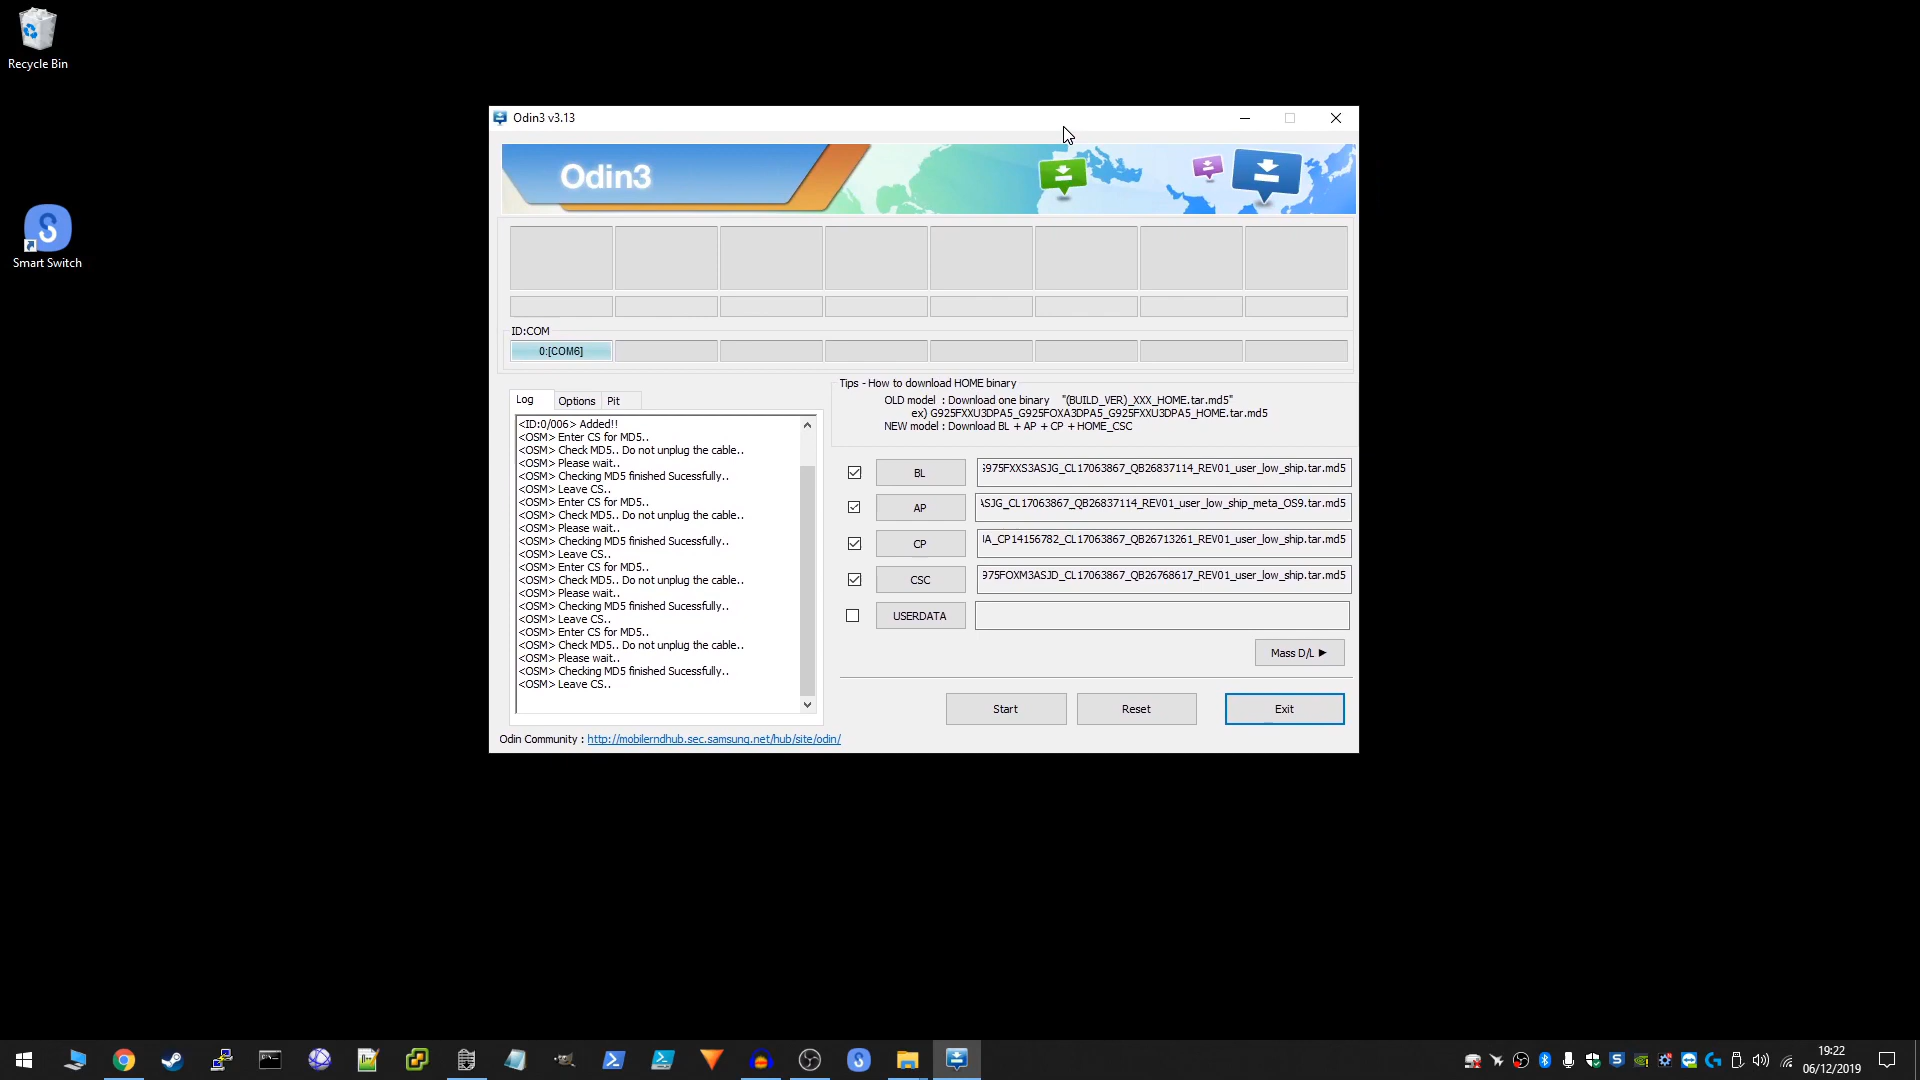 Recycle Bin
Smart Switch
Odin3 v3.13
Odin3
ID:COM
0:[COM6]
Log
Options
Pit
<ID:0/006> Added!!
<OSM> Enter CS for MD5..
<OSM> Check MD5.. Do not unplug the cable..
<OSM> Please wait..
<OSM> Checking MD5 finished Sucessfully..
<OSM> Leave CS..
<OSM> Enter CS for MD5..
<OSM> Check MD5.. Do not unplug the cable..
<OSM> Please wait..
<OSM> Checking MD5 finished Sucessfully..
<OSM> Leave CS..
<OSM> Enter CS for MD5..
<OSM> Check MD5.. Do not unplug the cable..
<OSM> Please wait..
<OSM> Checking MD5 finished Sucessfully..
<OSM> Leave CS..
<OSM> Enter CS for MD5..
<OSM> Check MD5.. Do not unplug the cable..
<OSM> Please wait..
<OSM> Checking MD5 finished Sucessfully..
<OSM> Leave CS..
Tips - How to download HOME binary
OLD model : Download one binary "(BUILD_VER)_XXX_HOME.tar.md5"
ex) G925FXXU3DPA5_G925FOXA3DPA5_G925FXXU3DPA5_HOME.tar.md5
NEW model : Download BL + AP + CP + HOME_CSC
BL
975FXXS3ASJG_CL17063867_QB26837114_REV01_user_low_ship.tar.md5
AP
ASJG_CL17063867_QB26837114_REV01_user_low_ship_meta_OS9.tar.md5
CP
A_CP14156782_CL17063867_QB26713261_REV01_user_low_ship.tar.md5
CSC
975FOXM3ASJD_CL17063867_QB26768617_REV01_user_low_ship.tar.md5
USERDATA
Mass D/L ►
Start
Reset
Exit
Odin Community : http://mobilerndhub.sec.samsung.net/hub/site/odin/
19:22
06/12/2019